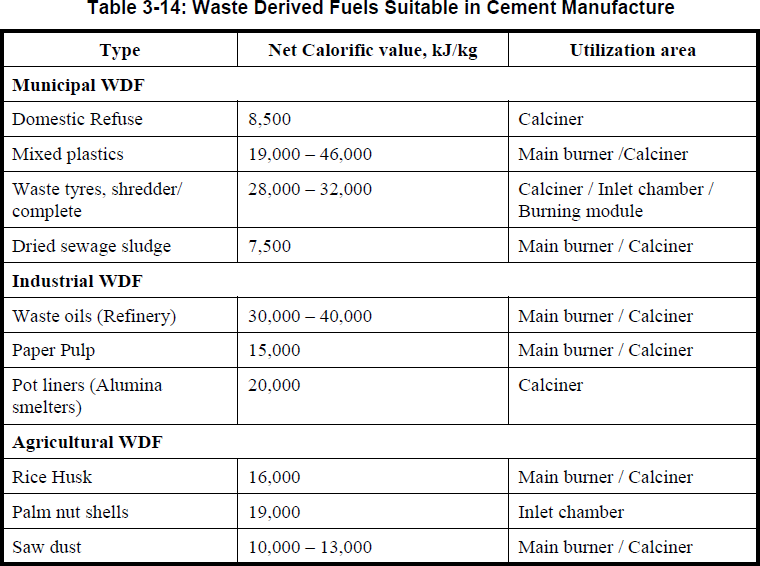 Table 3-14: Waste Derived Fuels Suitable in Cement Manufacture
Type Net Calorific value, kJ/kg Utilization area
Municipal WDF
Domestic Refuse 8,500 Calciner
Mixed plastics 19,000 – 46,000 Main burner /Calciner
Waste tyres, shredder/ 28,000 – 32,000 Calciner / Inlet chamber /
complete Burning module
Dried sewage sludge 7,500 Main burner / Calciner
Industrial WDF
Waste oils (Refinery) 30,000 – 40,000 Main burner / Calciner
Paper Pulp 15,000 Main burner / Calciner
Pot liners (Alumina 20,000 Calciner
smelters)
Agricultural WDF
Rice Husk 16,000 Main burner / Calciner
Palm nut shells 19,000 Inlet chamber
Saw dust 10,000 – 13,000 Main burner / Calciner